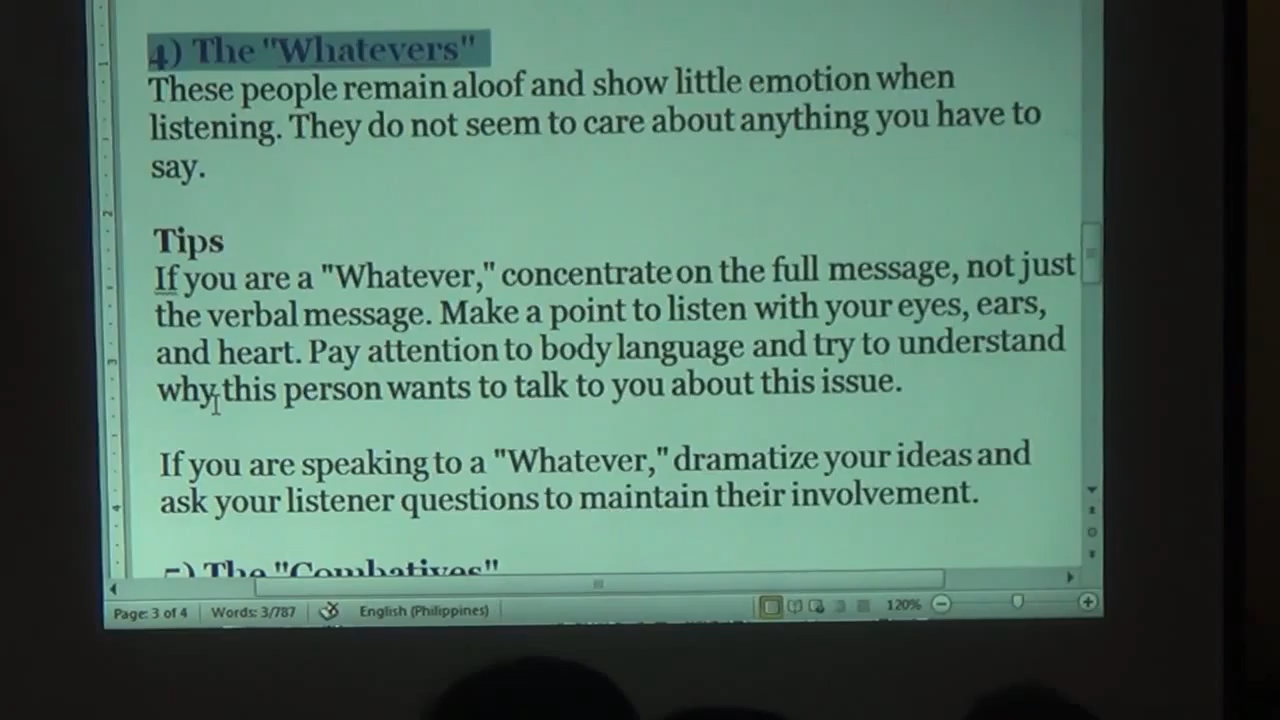 4) The "Whatevers"
These people remain aloof and show little emotion when
listening. They do not seem to care about anything you have to
say.
Tips
If you are a "Whatever," concentrate on the full message, not just
the verbal message. Make a point to listen with your eyes, ears,
and heart. Pay attention to body language and try to understand
why this person wants to talk to you about this issue.
If you are speaking to a "Whatever," dramatize your ideas and
ask your listener questions to maintain their involvement.
5) The "Combatives"
Page: 3 of 4 Words: 3/787 English (Philippines) 120%